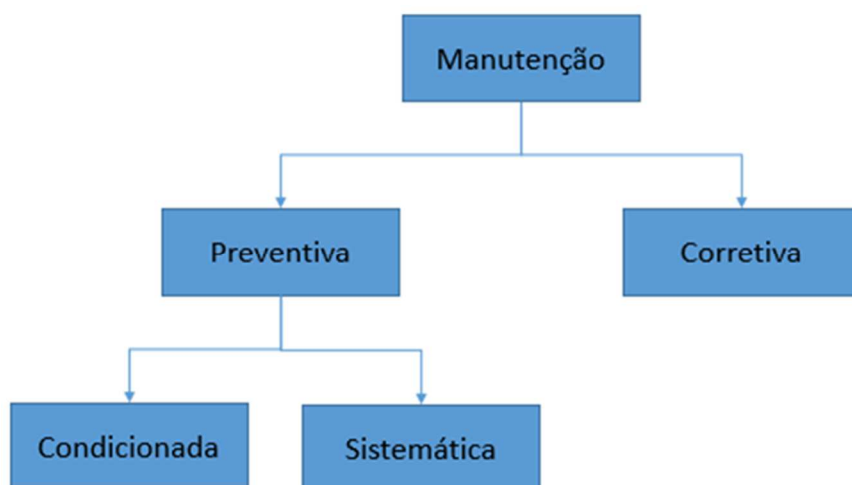 Manutenção
Preventiva
Corretiva
Condicionada
Sistemática